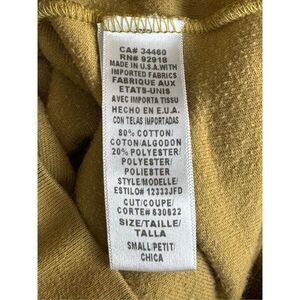 CA# 34460
RN# 92918
MADE IN U.S.A. WITH
IMPORTED FABRICS
FABRIQUE AUX
ETATS-UNIS
AVEC IMPORTA TISSU
HECHO EN E.U.A.
CON TELAS IMPORTADAS
80% COTTON/
COTON/ALGODON
20% POLYESTER/
POLYESTER/
POLIESTER
STYLE/MODELLE/
ESTILO# 12333JFD
CUT/COUPE/
CORTE# 630622
SIZE/TAILLE/
TALLA
SMALL/PETIT/
CHICA